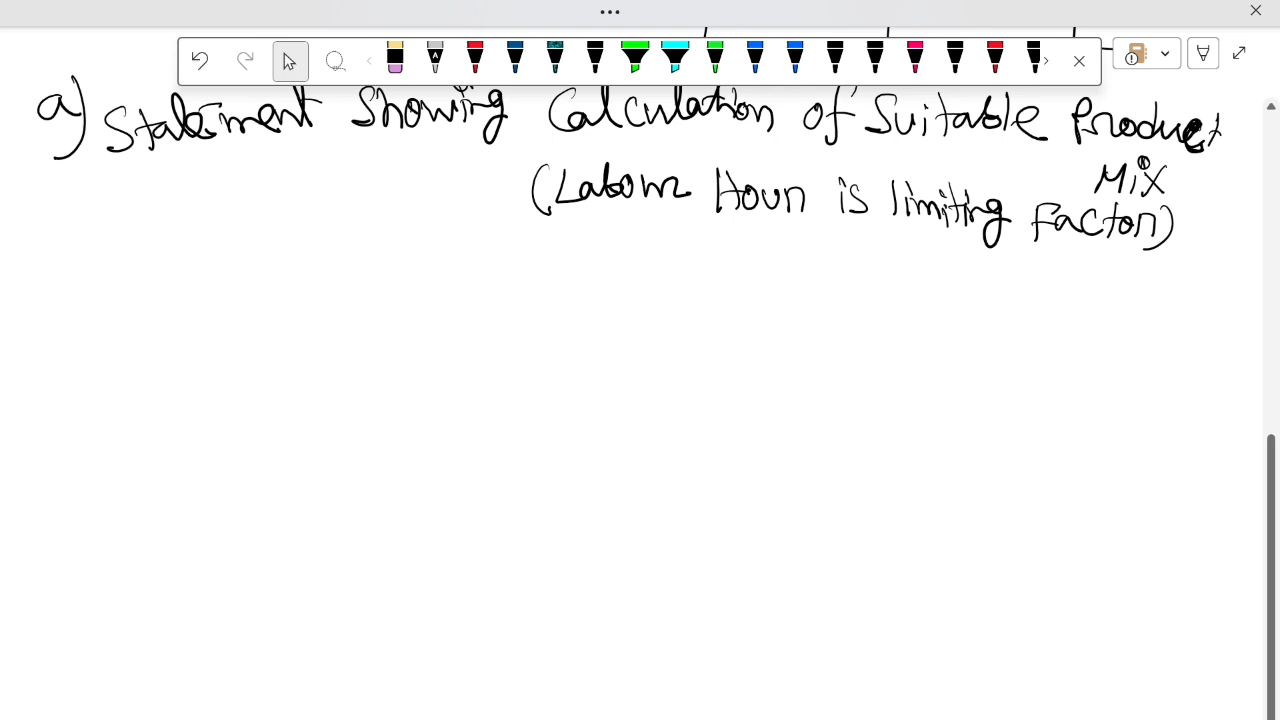 a) Statement Showing Calculation of Suitable Product
Mix
(Labour Hour is limiting Factor)